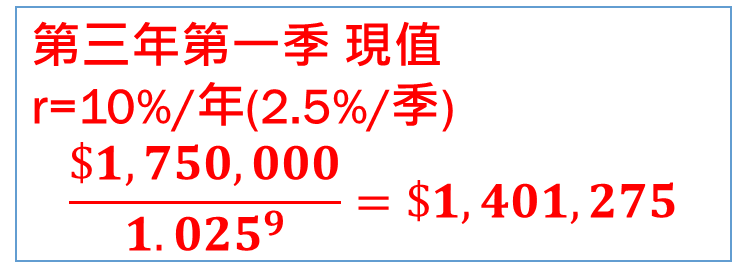 第三年第一季 現值
r=10%/年(2.5%/季)
$1,750,000
1.025⁹
= $1,401,275